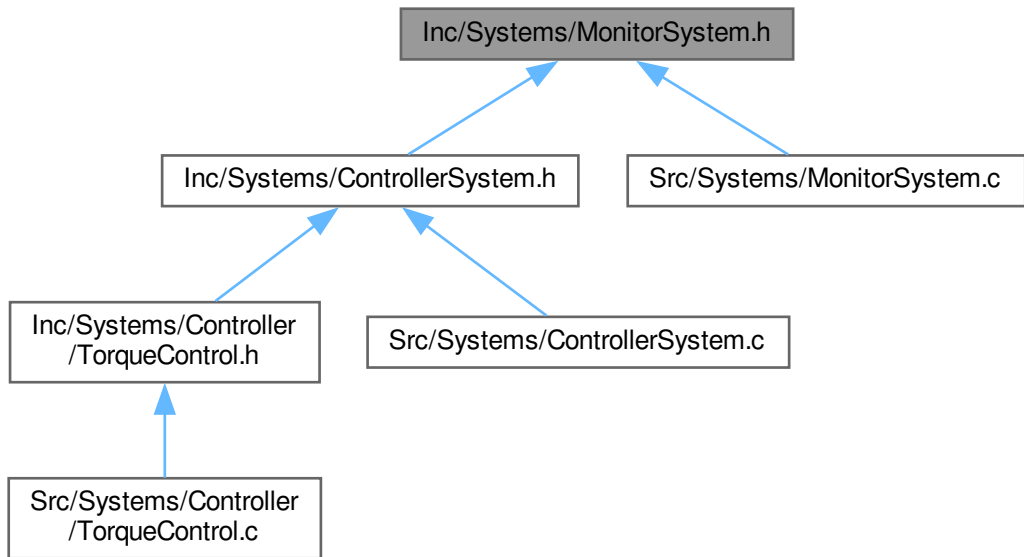 Inc/Systems/MonitorSystem.h
Inc/Systems/ControllerSystem.h
Src/Systems/MonitorSystem.c
Inc/Systems/Controller
/TorqueControl.h
Src/Systems/ControllerSystem.c
Src/Systems/Controller
/TorqueControl.c